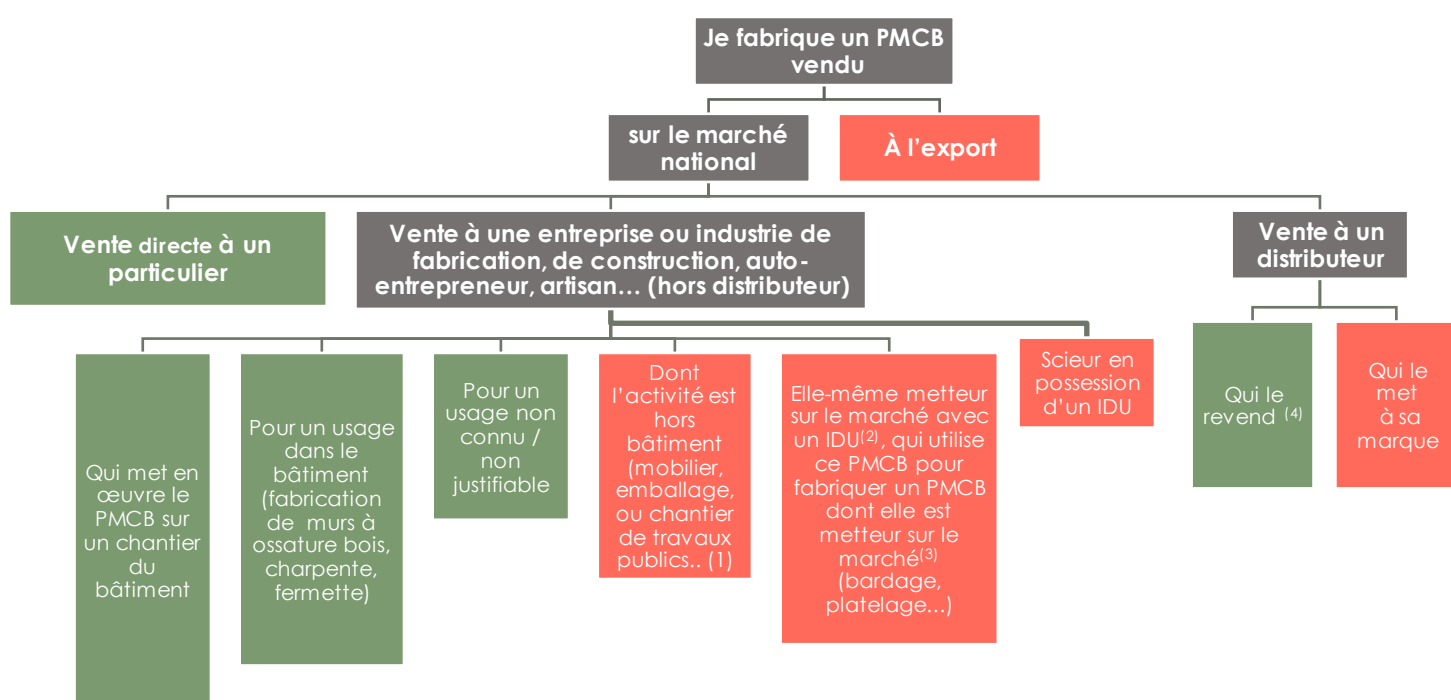 Je fabrique un PMCB
vendu
sur le marché
national
À l’export
Vente directe à un
particulier
Vente à une entreprise ou industrie de
fabrication, de construction, auto-
entrepreneur, artisan… (hors distributeur)
Vente à un
distributeur
Qui met en
œuvre le
PMCB sur
un chantier
du
bâtiment
Pour un usage
dans le
bâtiment
(fabrication
de murs à
ossature bois,
charpente,
fermette)
Pour un
usage non
connu /
non
justifiable
Dont
l’activité est
hors
bâtiment
(mobilier,
emballage,
ou chantier
de travaux
publics.. (1)
Elle-même metteur
sur le marché avec
un IDU(2), qui utilise
ce PMCB pour
fabriquer un PMCB
dont elle est
metteur sur le
marché(3)
(bardage,
platelage…)
Scieur en
possession
d’un IDU
Qui le
revend (4)
Qui le
met
à sa
marque